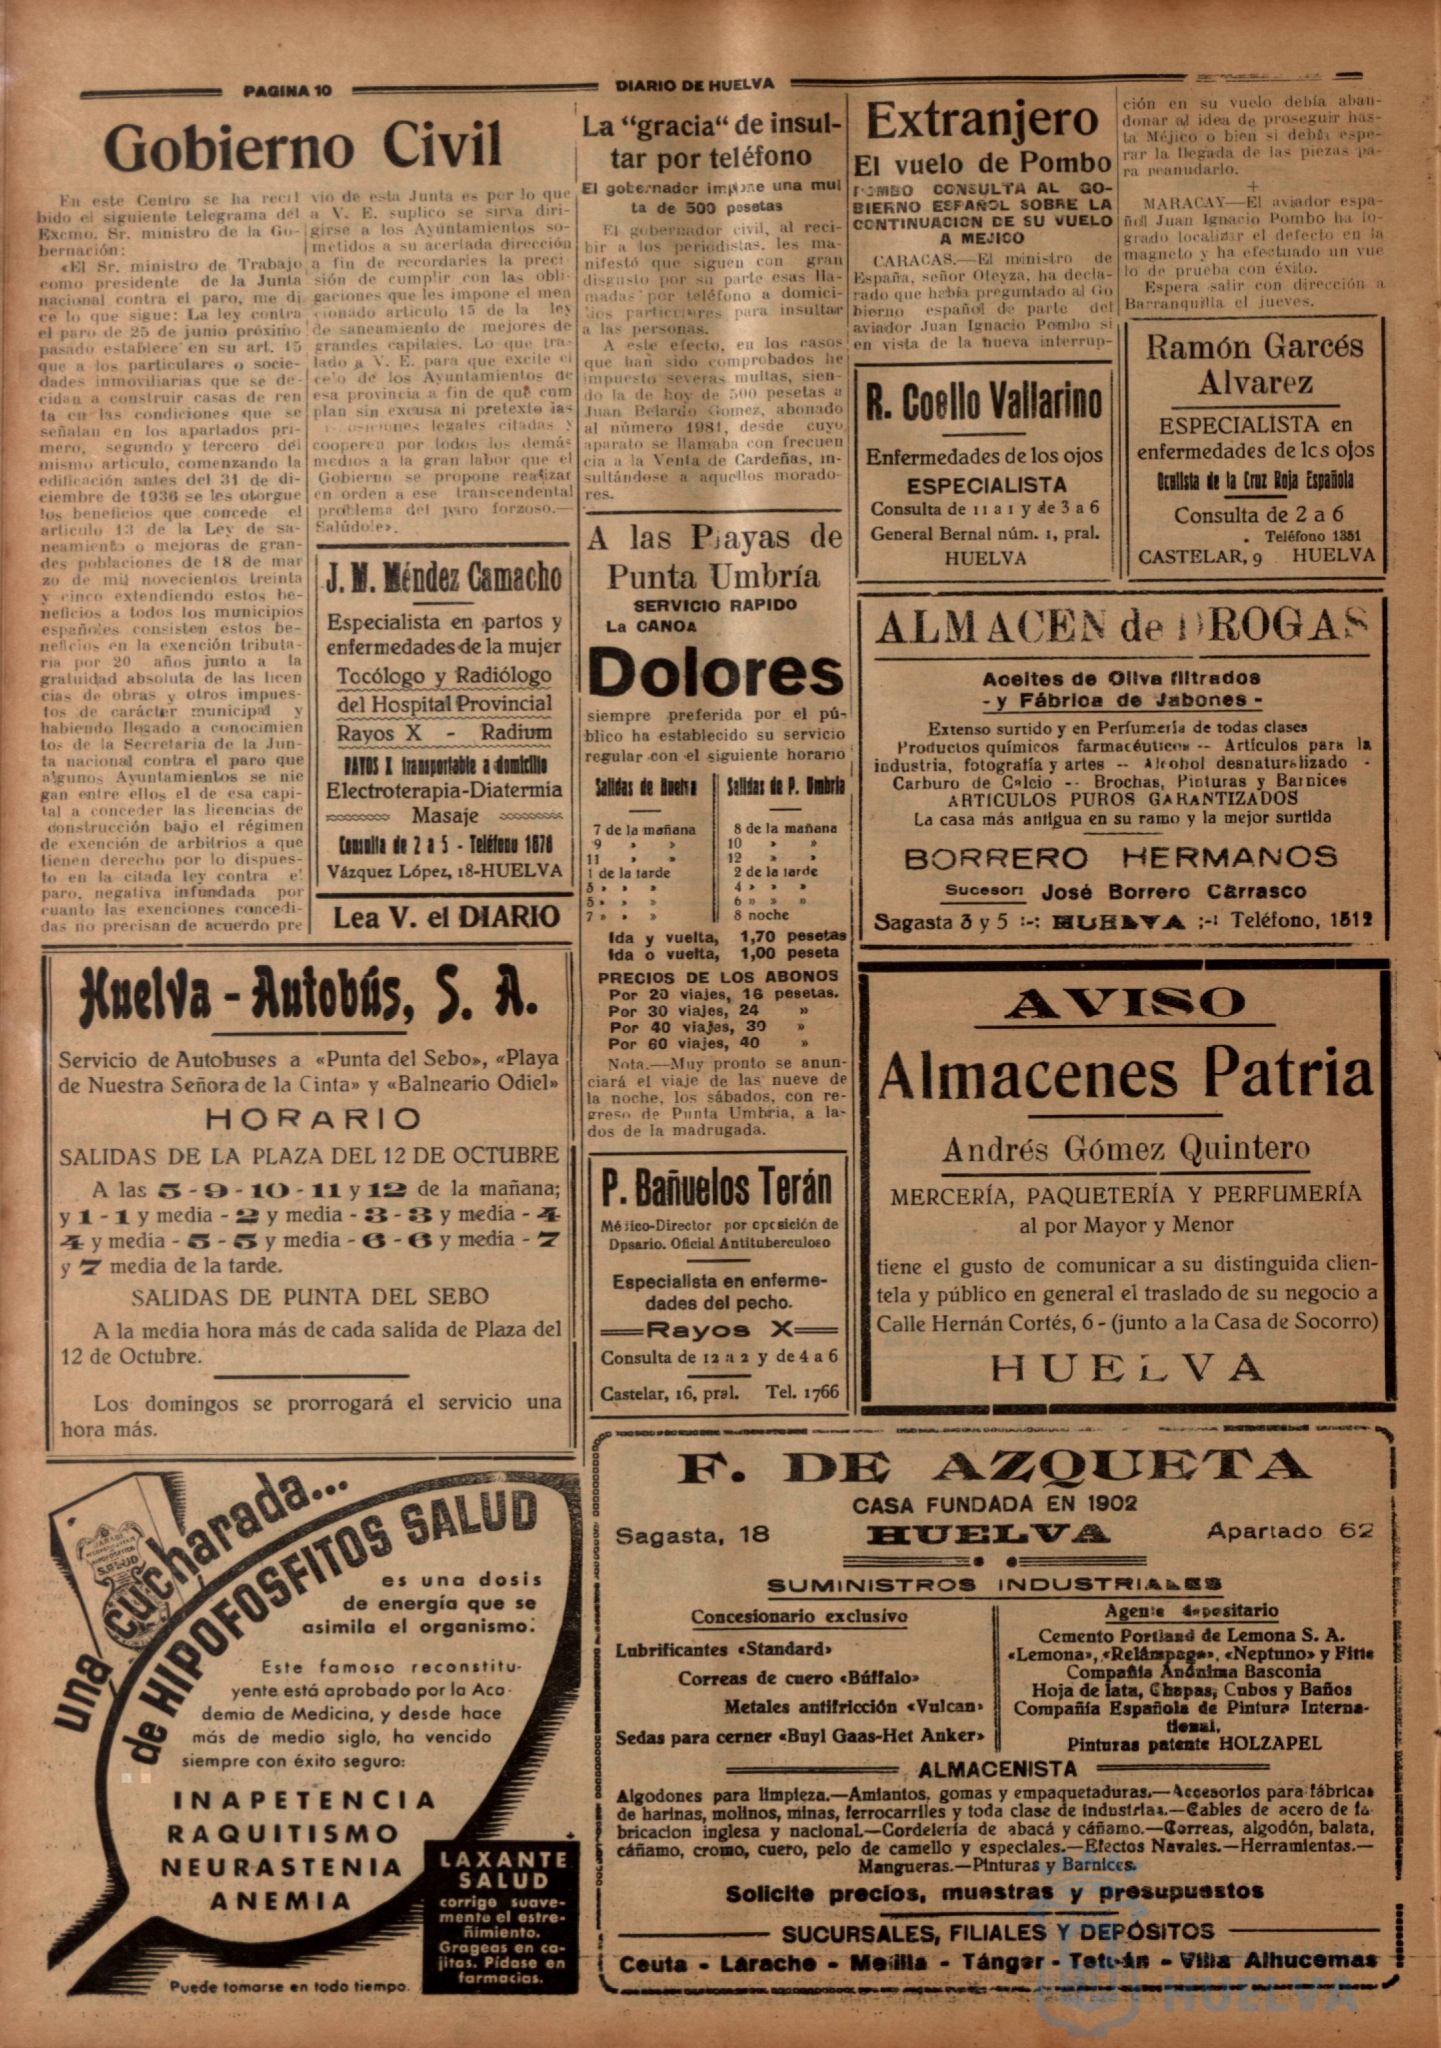 PAGINA 10
DIARIO DE HUELVA
Gobierno Civil
En este Centro se ha reci
bido el siguiente telegrama del
Excmo. Sr. ministro de la Go-
bernación:
«El Sr. ministro de Trabajo
como presidente de la Junta
nacional contra el paro, me di
ce lo que sigue: La ley contra
el paro de 25 de junio próximo
pasado establece en su art. 15
que a los particulares o socie-
dades inmoviliarias que se de-
cidan a construir casas de ren
ta en las condiciones que se
señalan en los apartados pri-
mero, segundo y tercero del
mismo artículo, comenzando la
edificación antes del 31 de di-
ciembre de 1936 se les otorgue
los beneficios que concede el
artículo 13 de la Ley de sa-
neamiento o mejoras de gran-
des poblaciones de 18 de mar
zo de mil novecientos treinta
y cinco extendiendo estos be-
neficios a todos los municipios
españoles consisten estos be-
neficios en la exención tributa-
ria por 20 años junto a la
gratuidad absoluta de las licen
cias de obras y otros impues-
tos de carácter municipal y
habiendo llegado a conocimien
tos de la Secretaria de la Jun-
ta nacional contra el paro que
algunos Ayuntamientos se nie
gan entre ellos el de esa capi-
tal a conceder las licencias de
construcción bajo el régimen
de exención de arbitrios a que
tienen derecho por lo dispues-
to en la citada ley contra e'
paro, negativa infundada por
cuanto las exenciones concedi-
das no precisan de acuerdo pre
vio de esta Junta es por lo que
a V. E. suplico se sirva diri-
girse a los Ayuntamientos so-
metidos a su acertada dirección
a fin de recordarles la preci
sión de cumplir con las obli-
gaciones que les impone el men
cionado artículo 15 de la ley
de saneamiento de mejores de
grandes capitales. Lo que tra-
lado a V. E. para que excite el
celo de los Ayuntamientos de
esa provincia a fin de que cum
plan sin excusa ni pretexto las
legales citadas y
cooperen por todos los demás
medios a la gran labor que el
Gobierno se propone realizar
en orden a ese transcendental
problema del paro forzoso.—
Salúdole».
J. M. Méndez Camacho
Especialista en partos y
enfermedades de la mujer
Tocólogo y Radiólogo
del Hospital Provincial
Rayos X - Radium
RAYOS X transportable a domicilio
Electroterapia-Diatermia
Masaje
Consulta de 2 a 5 - Teléfono 1876
Vázquez López, 18-HUELVA
Lea V. el DIARIO
Huelva - Autobús, S. A.
Servicio de Autobuses a «Punta del Sebo», «Playa
de Nuestra Señora de la Cinta» y «Balneario Odiel»
HORARIO
SALIDAS DE LA PLAZA DEL 12 DE OCTUBRE
A las 5 - 9 - 10 - 11 y 12 de la mañana;
y 1 - 1 y media - 2 y media - 3 - 3 y media - 4
4 y media - 5 - 5 y media - 6 - 6 y media - 7
y 7 media de la tarde.
SALIDAS DE PUNTA DEL SEBO
A la media hora más de cada salida de Plaza del
12 de Octubre.
Los domingos se prorrogará el servicio una
hora más.
una cucharada...
de HIPOFOSFITOS SALUD
es una dosis
de energía que se
asimila el organismo.
Este famoso reconstitu-
yente está aprobado por la Aca
demia de Medicina, y desde hace
más de medio siglo, ha vencido
siempre con éxito seguro:
INAPETENCIA
RAQUITISMO
NEURASTENIA
ANEMIA
Puede tomarse en todo tiempo.
LAXANTE
SALUD
corrige suave-
mente el estre-
ñimiento.
Grageas en ca-
jitas. Pídase en
farmacias.
La "gracia" de insul-
tar por teléfono
El gobernador impone una mul
ta de 500 pesetas
El gobernador civil, al reci-
bir a los periodistas, les ma-
nifestó que siguen con gran
disgusto por su parte esas lla-
madas por teléfono a domici-
lios particulares para insultar
a las personas.
A este efecto, en los casos
que han sido comprobados he
impuesto severas multas, sien-
do la de hoy de 500 pesetas a
Juan Belardo Gomez, abonado
al número 1981, desde cuyo
aparato se llamaba con frecuen
cia a la Venta de Cardeñas, in-
sultándose a aquellos morado-
res.
A las Playas de
Punta Umbría
SERVICIO RAPIDO
La CANOA
Dolores
siempre preferida por el pú-
blico ha establecido su servicio
regular con el siguiente horario
Salidas de Huelva
Salidas de P. Umbría
7 de la mañana 8 de la mañana
9 » » 10 » »
11 » » 12 » »
1 de la tarde 2 de la tarde
3 » » » 4 » » »
5 » » » 6 » » »
7 » » » 8 noche
Ida y vuelta, 1,70 pesetas
Ida o vuelta, 1,00 peseta
PRECIOS DE LOS ABONOS
Por 20 viajes, 16 pesetas.
Por 30 viajes, 24 »
Por 40 viajes, 30 »
Por 60 viajes, 40 »
Nota.—Muy pronto se anun-
ciará el viaje de las nueve de
la noche, los sábados, con re-
greso de Punta Umbria, a la-
dos de la madrugada.
P. Bañuelos Terán
Médico-Director por oposición de
Dpsario. Oficial Antituberculoso
Especialista en enferme-
dades del pecho.
Rayos X
Consulta de 12 a 2 y de 4 a 6
Castelar, 16, pral. Tel. 1766
Extranjero
El vuelo de Pombo
POMBO CONSULTA AL GO-
BIERNO ESPAÑOL SOBRE LA
CONTINUACION DE SU VUELO
A MEJICO
CARACAS.—El ministro de
España, señor Oteyza, ha decla-
rado que había preguntado al Go
bierno español de parte del
aviador Juan Ignacio Pombo si
en vista de la nueva interrup-
ción en su vuelo debía aban-
donar al idea de proseguir has-
ta Méjico o bien si debía espe-
rar la llegada de las piezas pa-
ra reanudarlo.
+
MARACAY—El aviador espa-
ñol Juan Ignacio Pombo ha lo-
grado localizar el defecto en la
magneto y ha efectuado un vue
lo de prueba con éxito.
Espera salir con dirección a
Barranquilla el jueves.
R. Coello Vallarino
Enfermedades de los ojos
ESPECIALISTA
Consulta de 11 a 1 y de 3 a 6
General Bernal núm. 1, pral.
HUELVA
Ramón Garcés
Alvarez
ESPECIALISTA en
enfermedades de los ojos
Oculista de la Cruz Roja Española
Consulta de 2 a 6
Teléfono 1351
CASTELAR, 9 HUELVA
ALMACEN de DROGAS
Aceites de Oliva filtrados
- y Fábrica de Jabones -
Extenso surtido y en Perfumería de todas clases
Productos químicos farmacéuticos -- Artículos para la
industria, fotografía y artes -- Alcohol desnaturalizado -
Carburo de Calcio -- Brochas, Pinturas y Barnices
ARTICULOS PUROS GARANTIZADOS
La casa más antigua en su ramo y la mejor surtida
BORRERO HERMANOS
Sucesor: José Borrero Carrasco
Sagasta 3 y 5 :-: HUELVA :-: Teléfono, 1512
AVISO
Almacenes Patria
Andrés Gómez Quintero
MERCERÍA, PAQUETERÍA Y PERFUMERÍA
al por Mayor y Menor
tiene el gusto de comunicar a su distinguida clien-
tela y público en general el traslado de su negocio a
Calle Hernán Cortés, 6 - (junto a la Casa de Socorro)
HUELVA
F. DE AZQUETA
CASA FUNDADA EN 1902
Sagasta, 18 HUELVA Apartado 62
SUMINISTROS INDUSTRIALES
Concesionario exclusivo
Lubrificantes «Standard»
Correas de cuero «Búffalo»
Metales antifricción «Vulcan»
Sedas para cerner «Buyl Gaas-Het Anker»
Agente depositario
Cemento Portland de Lemona S. A.
«Lemona», «Relámpago», «Neptuno» y Fitte
Compañía Anónima Basconia
Hoja de lata, Chapas, Cubos y Baños
Compañía Española de Pintura Interna-
tional,
Pinturas patente HOLZAPEL
ALMACENISTA
Algodones para limpieza.—Amiantos, gomas y empaquetaduras.—Accesorios para fábricas
de harinas, molinos, minas, ferrocarriles y toda clase de industrias.—Cables de acero de fa-
bricacion inglesa y nacional.—Cordelería de abacá y cáñamo.—Correas, algodón, balata,
cáñamo, cromo, cuero, pelo de camello y especiales.—Efectos Navales.—Herramientas.—
Mangueras.—Pinturas y Barnices.
Solicite precios, muestras y presupuestos
SUCURSALES, FILIALES Y DEPÓSITOS
Ceuta - Larache - Melilla - Tánger - Tetuán - Villa Alhucemas
HUELVA